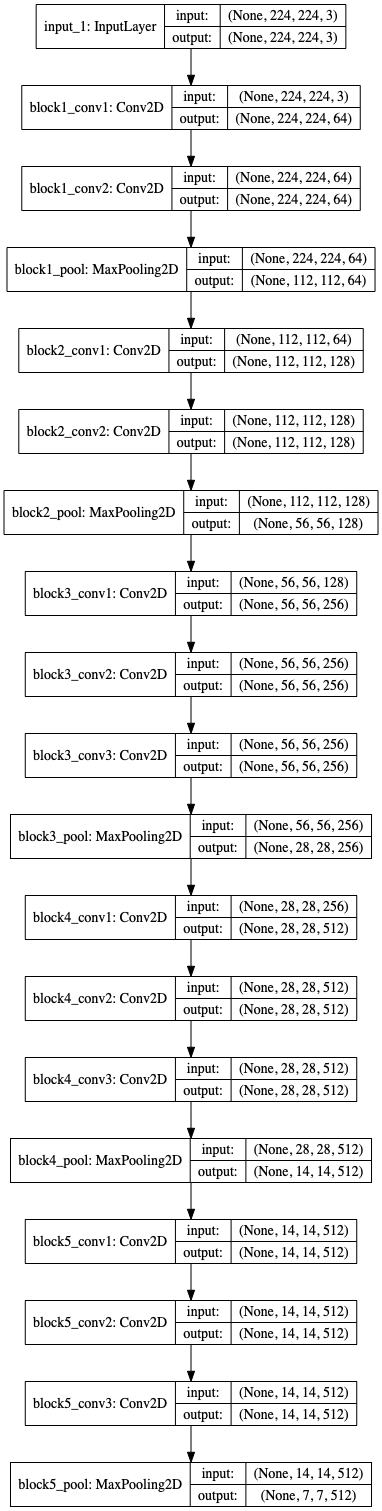 input_1: InputLayer
input: (None, 224, 224, 3)
output: (None, 224, 224, 3)
block1_conv1: Conv2D
input: (None, 224, 224, 3)
output: (None, 224, 224, 64)
block1_conv2: Conv2D
input: (None, 224, 224, 64)
output: (None, 224, 224, 64)
block1_pool: MaxPooling2D
input: (None, 224, 224, 64)
output: (None, 112, 112, 64)
block2_conv1: Conv2D
input: (None, 112, 112, 64)
output: (None, 112, 112, 128)
block2_conv2: Conv2D
input: (None, 112, 112, 128)
output: (None, 112, 112, 128)
block2_pool: MaxPooling2D
input: (None, 112, 112, 128)
output: (None, 56, 56, 128)
block3_conv1: Conv2D
input: (None, 56, 56, 128)
output: (None, 56, 56, 256)
block3_conv2: Conv2D
input: (None, 56, 56, 256)
output: (None, 56, 56, 256)
block3_conv3: Conv2D
input: (None, 56, 56, 256)
output: (None, 56, 56, 256)
block3_pool: MaxPooling2D
input: (None, 56, 56, 256)
output: (None, 28, 28, 256)
block4_conv1: Conv2D
input: (None, 28, 28, 256)
output: (None, 28, 28, 512)
block4_conv2: Conv2D
input: (None, 28, 28, 512)
output: (None, 28, 28, 512)
block4_conv3: Conv2D
input: (None, 28, 28, 512)
output: (None, 28, 28, 512)
block4_pool: MaxPooling2D
input: (None, 28, 28, 512)
output: (None, 14, 14, 512)
block5_conv1: Conv2D
input: (None, 14, 14, 512)
output: (None, 14, 14, 512)
block5_conv2: Conv2D
input: (None, 14, 14, 512)
output: (None, 14, 14, 512)
block5_conv3: Conv2D
input: (None, 14, 14, 512)
output: (None, 14, 14, 512)
block5_pool: MaxPooling2D
input: (None, 14, 14, 512)
output: (None, 7, 7, 512)